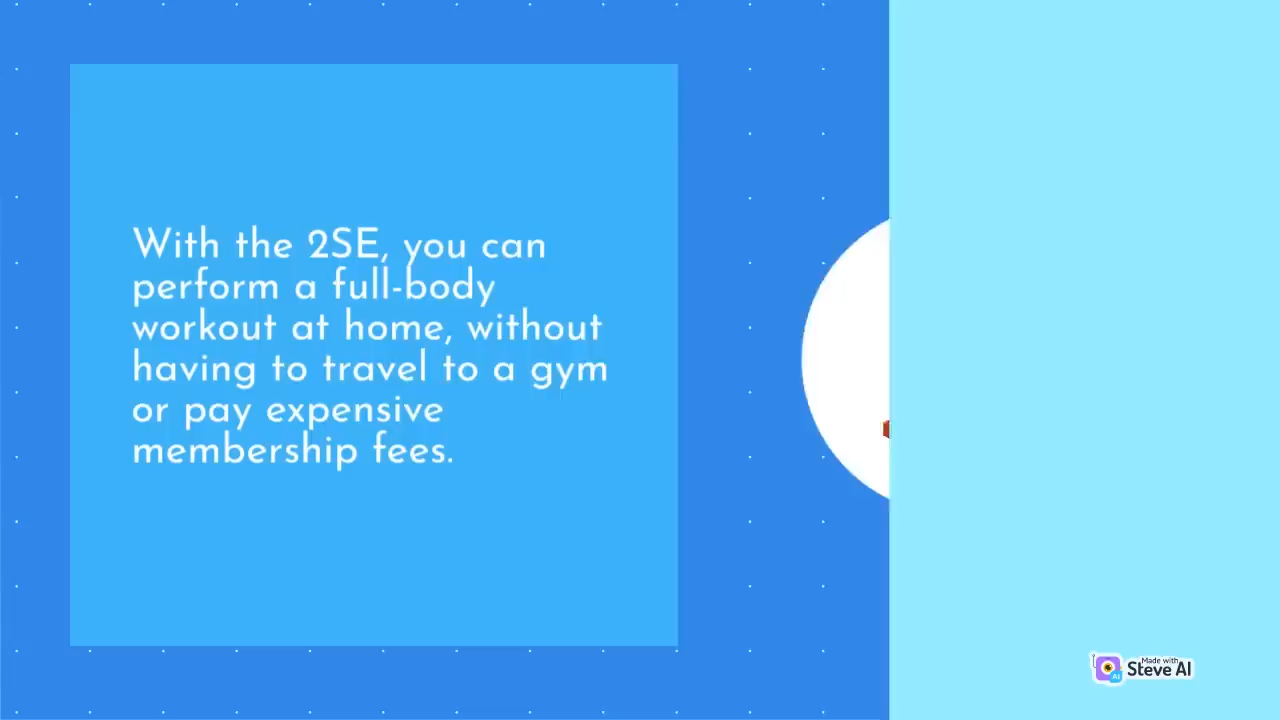 With the 2SE, you can
perform a full-body
workout at home, without
having to travel to a gym
or pay expensive
membership fees.
Made with
Steve AI
AI